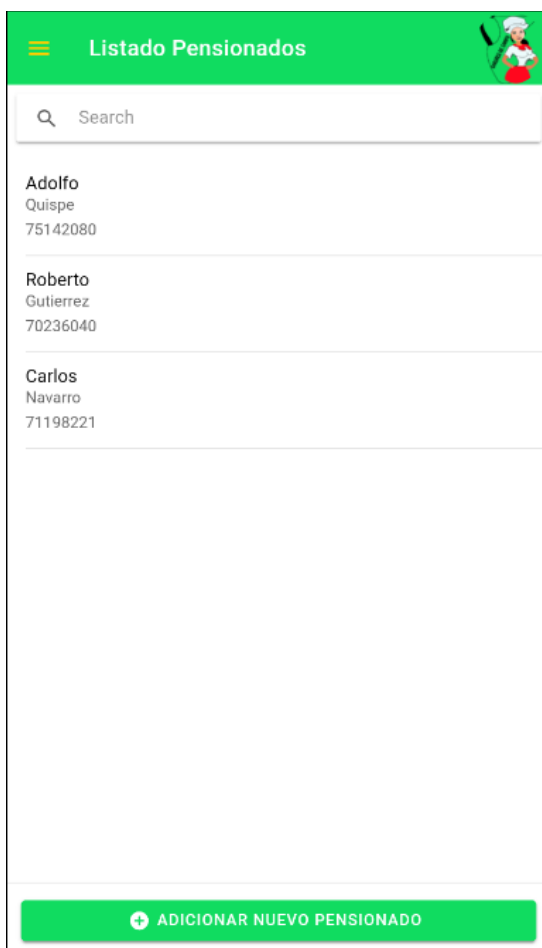 Listado Pensionados
Search
Adolfo
Quispe
75142080
Roberto
Gutierrez
70236040
Carlos
Navarro
71198221
ADICIONAR NUEVO PENSIONADO